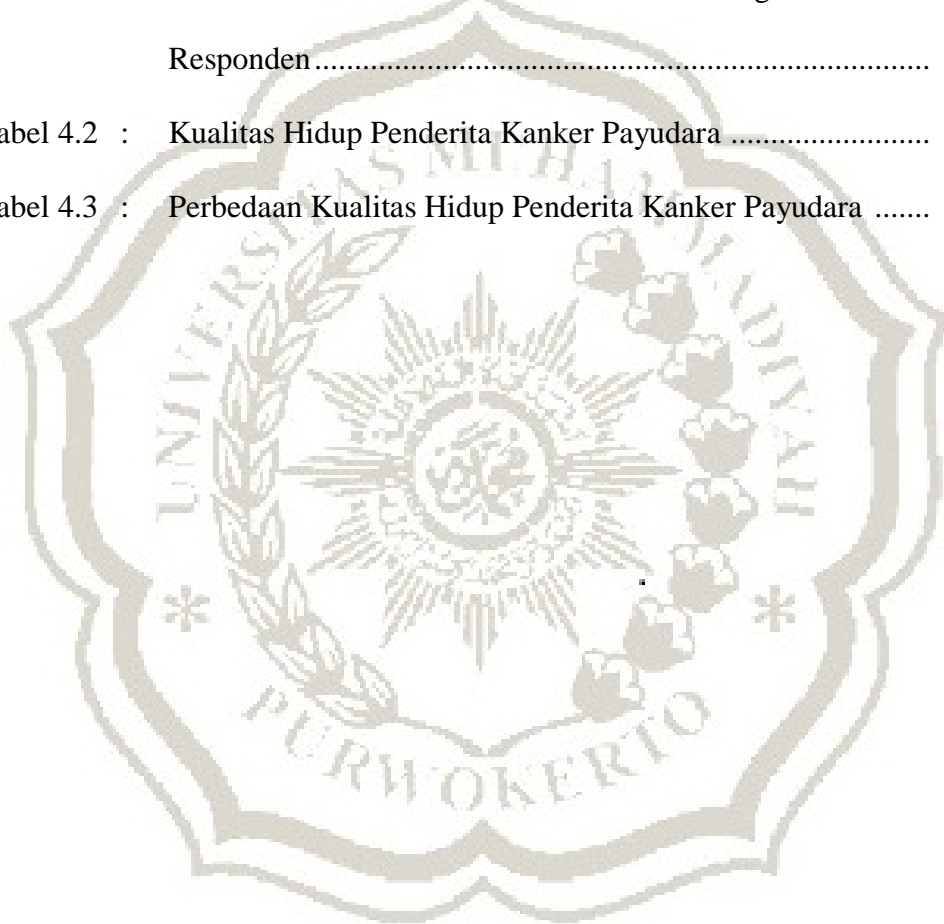 Responden.............................................................................
abel 4.2 : Kualitas Hidup Penderita Kanker Payudara .........................
abel 4.3 : Perbedaan Kualitas Hidup Penderita Kanker Payudara .......
UNIVERSITAS MUHAMMADIYAH
PURWOKERTO